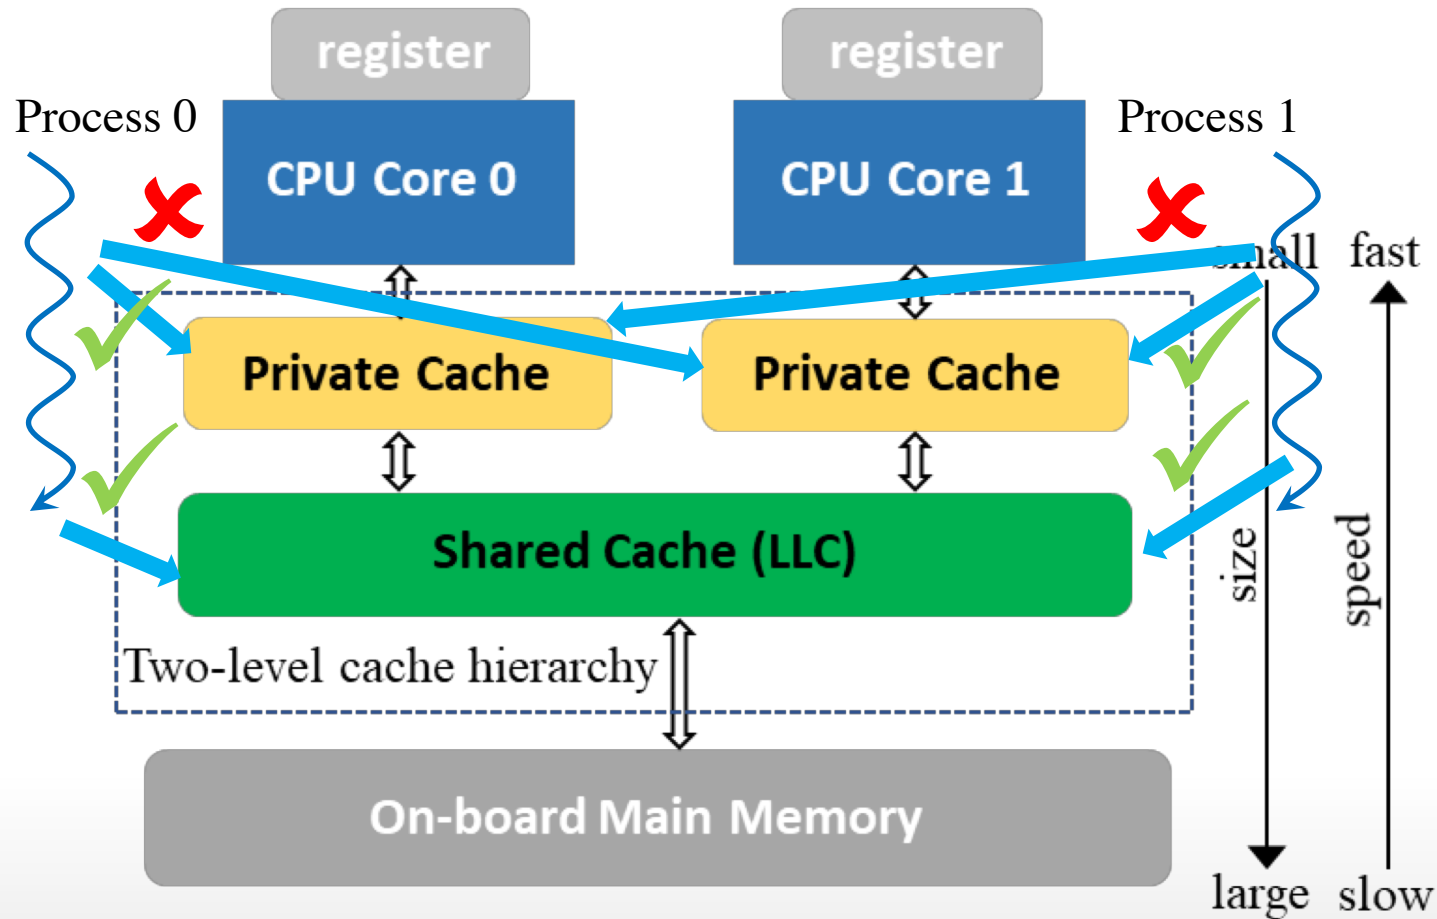 register
register
Process 0
Process 1
CPU Core 0
CPU Core 1
small
fast
Private Cache
Private Cache
Shared Cache (LLC)
size
speed
Two-level cache hierarchy
On-board Main Memory
large
slow